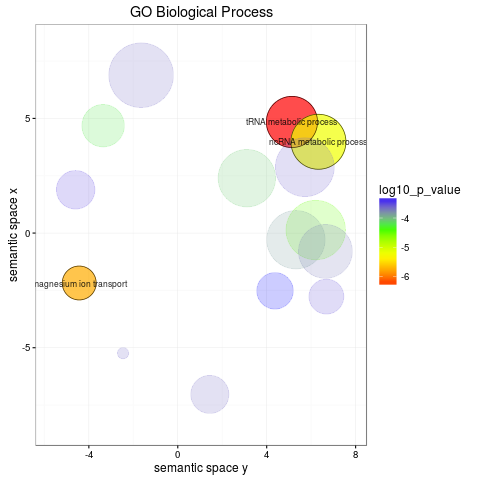 GO Biological Process
5
0
-5
-4
0
4
8
semantic space x
semantic space y
tRNA metabolic process
ncRNA metabolic process
magnesium ion transport
log10_p_value
-4
-5
-6